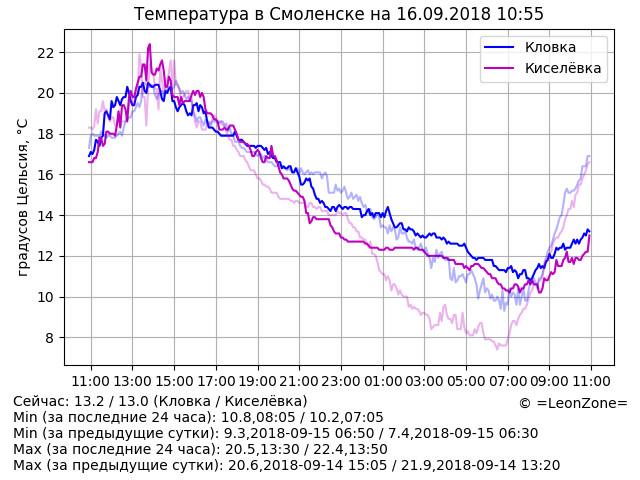 Температура в Смоленске на 16.09.2018 10:55
Кловка
Киселёвка
градусов Цельсия, °C
22
20
18
16
14
12
10
8
11:00 13:00 15:00 17:00 19:00 21:00 23:00 01:00 03:00 05:00 07:00 09:00 11:00
Сейчас: 13.2 / 13.0 (Кловка / Киселёвка)
© =LeonZone=
Min (за последние 24 часа): 10.8,08:05 / 10.2,07:05
Min (за предыдущие сутки): 9.3,2018-09-15 06:50 / 7.4,2018-09-15 06:30
Max (за последние 24 часа): 20.5,13:30 / 22.4,13:50
Max (за предыдущие сутки): 20.6,2018-09-14 15:05 / 21.9,2018-09-14 13:20